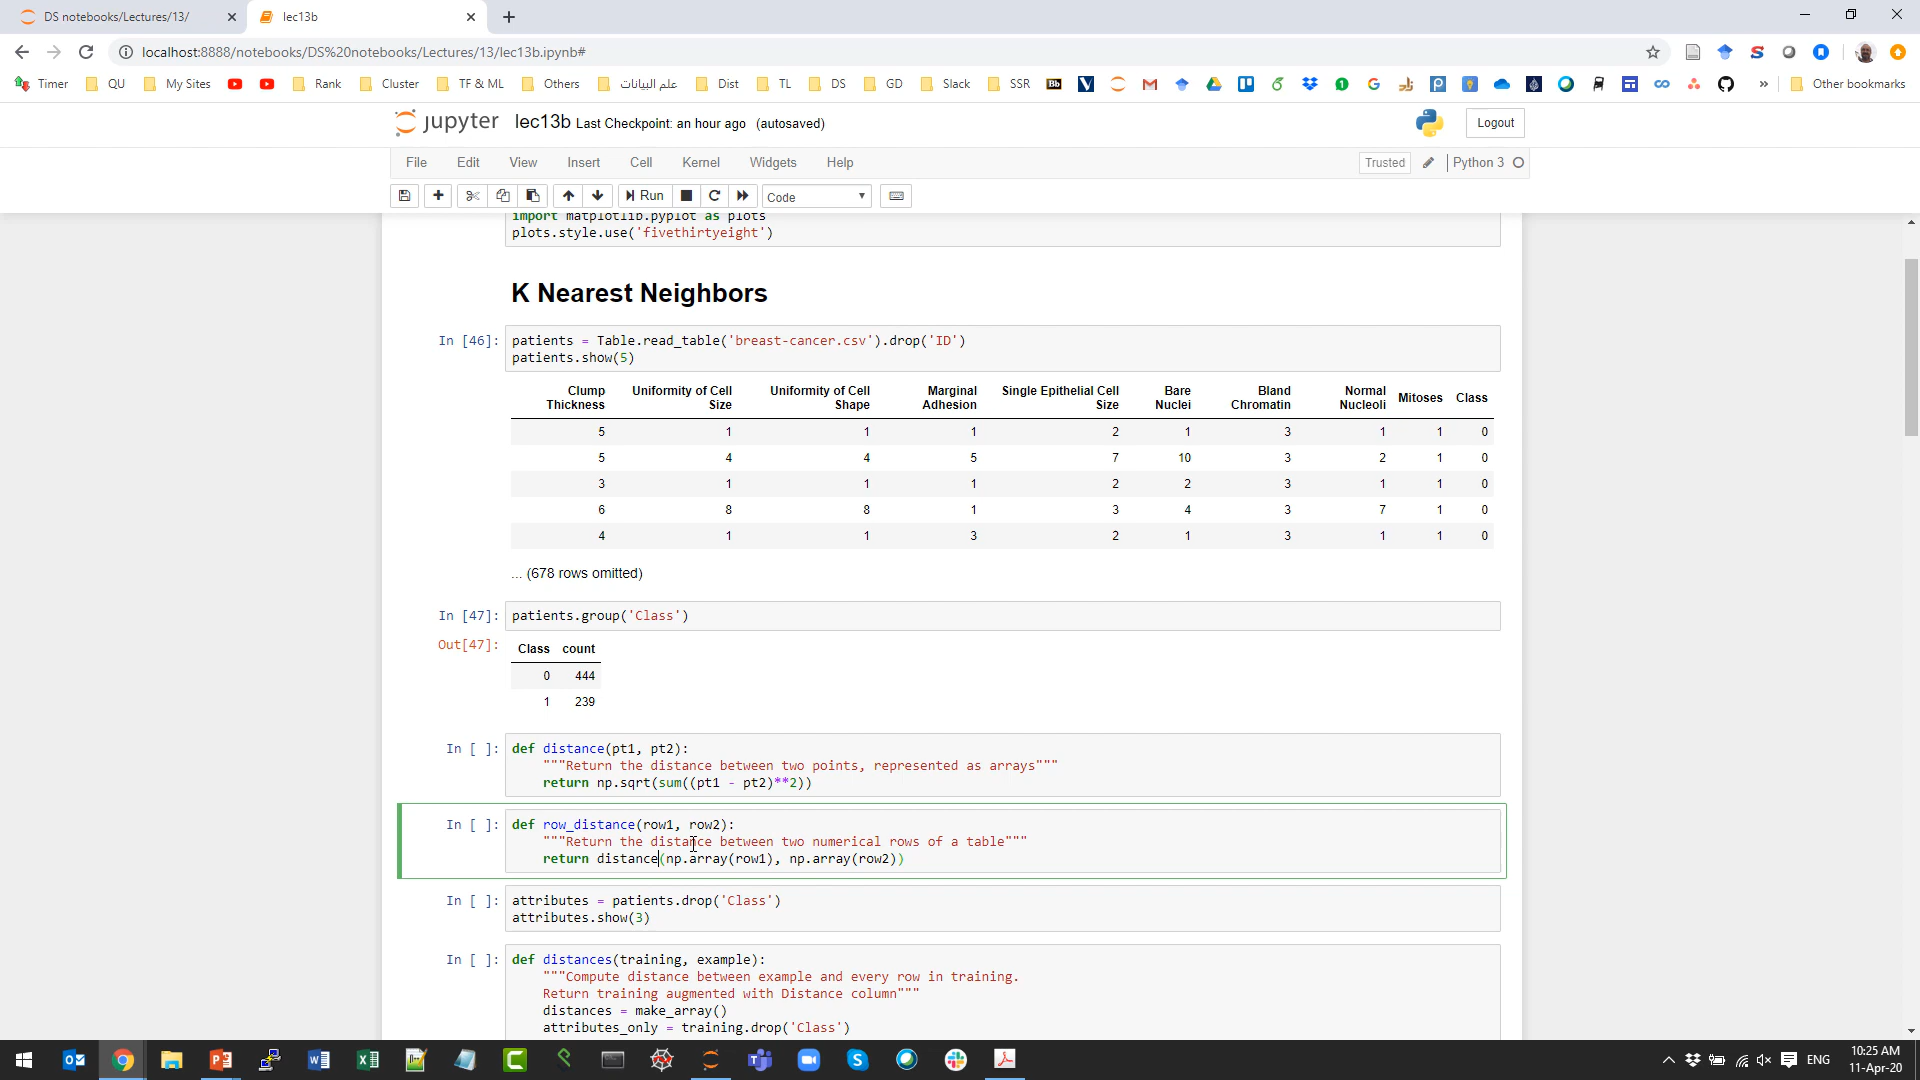 DS notebooks/Lectures/13/
lec13b
localhost:8888/notebooks/DS%20notebooks/Lectures/13/lec13b.ipynb#
Timer QU My Sites Rank Cluster TF & ML Others علم البيانات Dist TL DS GD Slack SSR Bb » Other bookmarks
jupyter lec13b Last Checkpoint: an hour ago (autosaved) Logout
File Edit View Insert Cell Kernel Widgets Help Trusted Python 3
Run Code
import matplotlib.pyplot as plots
plots.style.use('fivethirtyeight')
K Nearest Neighbors
In [46]: patients = Table.read_table('breast-cancer.csv').drop('ID')
patients.show(5)
Clump Thickness Uniformity of Cell Size Uniformity of Cell Shape Marginal Adhesion Single Epithelial Cell Size Bare Nuclei Bland Chromatin Normal Nucleoli Mitoses Class
5 1 1 1 2 1 3 1 1 0
5 4 4 5 7 10 3 2 1 0
3 1 1 1 2 2 3 1 1 0
6 8 8 1 3 4 3 7 1 0
4 1 1 3 2 1 3 1 1 0
... (678 rows omitted)
In [47]: patients.group('Class')
Out[47]: Class count
0 444
1 239
In [ ]: def distance(pt1, pt2):
"""Return the distance between two points, represented as arrays"""
return np.sqrt(sum((pt1 - pt2)**2))
In [ ]: def row_distance(row1, row2):
"""Return the distance between two numerical rows of a table"""
return distance(np.array(row1), np.array(row2))
In [ ]: attributes = patients.drop('Class')
attributes.show(3)
In [ ]: def distances(training, example):
"""Compute distance between example and every row in training.
Return training augmented with Distance column"""
distances = make_array()
attributes_only = training.drop('Class')
ENG
10:25 AM
11-Apr-20